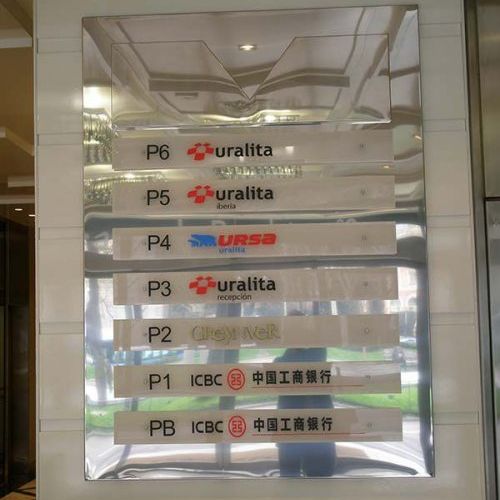 P6 uralita
P5 uralita
iberia
P4 URSA
uralita
P3 uralita
recepción
P2
P1 ICBC 中国工商银行
PB ICBC 中国工商银行